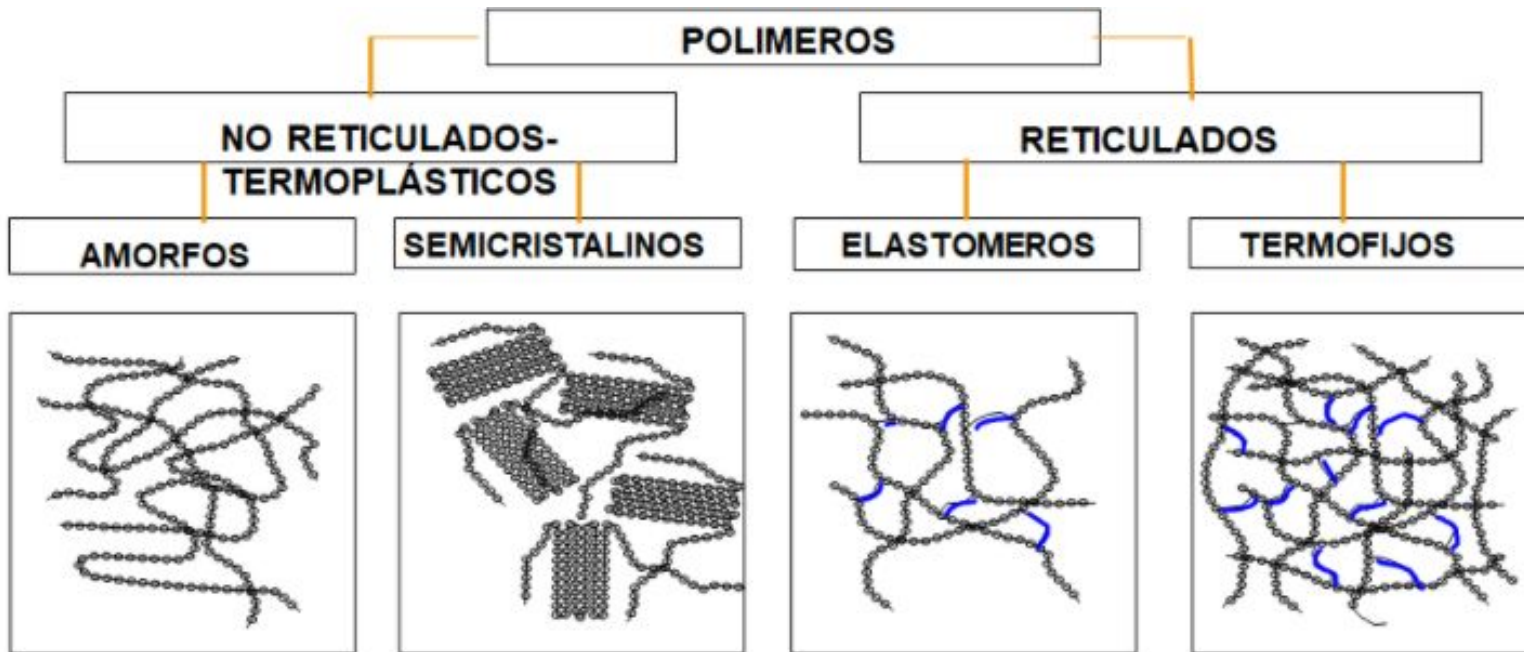 POLIMEROS
NO RETICULADOS-
TERMOPLÁSTICOS
RETICULADOS
AMORFOS
SEMICRISTALINOS
ELASTOMEROS
TERMOFIJOS